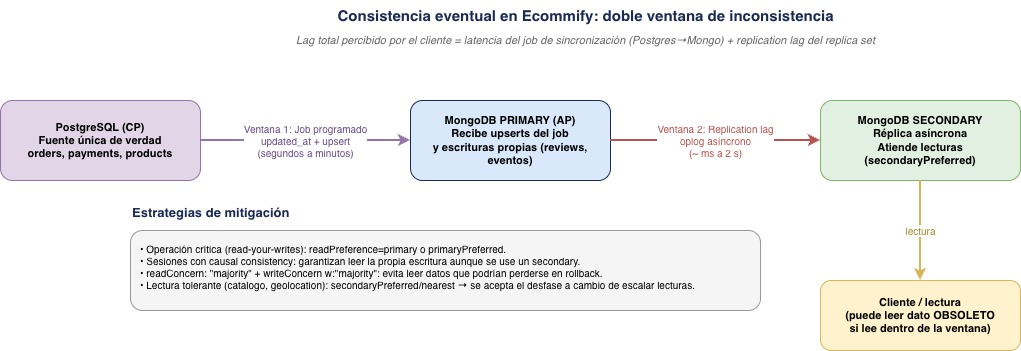 Consistencia eventual en Ecommify: doble ventana de inconsistencia
Lag total percibido por el cliente = latencia del job de sincronización (Postgres→Mongo) + replication lag del replica set
PostgreSQL (CP)
Fuente única de verdad
orders, payments, products
Ventana 1: Job programado
updated_at + upsert
(segundos a minutos)
MongoDB PRIMARY (AP)
Recibe upserts del job
y escrituras propias (reviews,
eventos)
Ventana 2: Replication lag
oplog asíncrono
(~ ms a 2 s)
MongoDB SECONDARY
Réplica asíncrona
Atiende lecturas
(secondaryPreferred)
Estrategias de mitigación
• Operación critica (read-your-writes): readPreference=primary o primaryPreferred.
• Sesiones con causal consistency: garantizan leer la propia escritura aunque se use un secondary.
• readConcern: "majority" + writeConcern w:"majority": evita leer datos que podrian perderse en rollback.
• Lectura tolerante (catalogo, geolocation): secondaryPreferred/nearest → se acepta el desfase a cambio de escalar lecturas.
lectura
Cliente / lectura
(puede leer dato OBSOLETO
si lee dentro de la ventana)